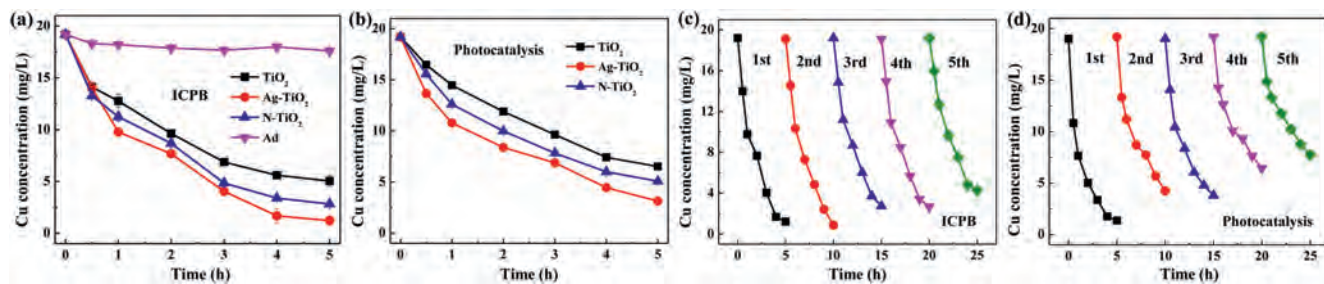 (a)
20
15
10
5
0
Cu concentration (mg/L)
ICPB
TiO₂
Ag-TiO₂
N-TiO₂
Ad
0 1 2 3 4 5
Time (h)
(b)
20
15
10
5
0
Cu concentration (mg/L)
Photocatalysis
TiO₂
Ag-TiO₂
N-TiO₂
0 1 2 3 4 5
Time (h)
(c)
20
16
12
8
4
0
Cu concentration (mg/L)
1st 2nd 3rd 4th 5th
ICPB
0 5 10 15 20 25
Time (h)
(d)
20
15
10
5
0
Cu concentration (mg/L)
1st 2nd 3rd 4th 5th
Photocatalysis
0 5 10 15 20 25
Time (h)